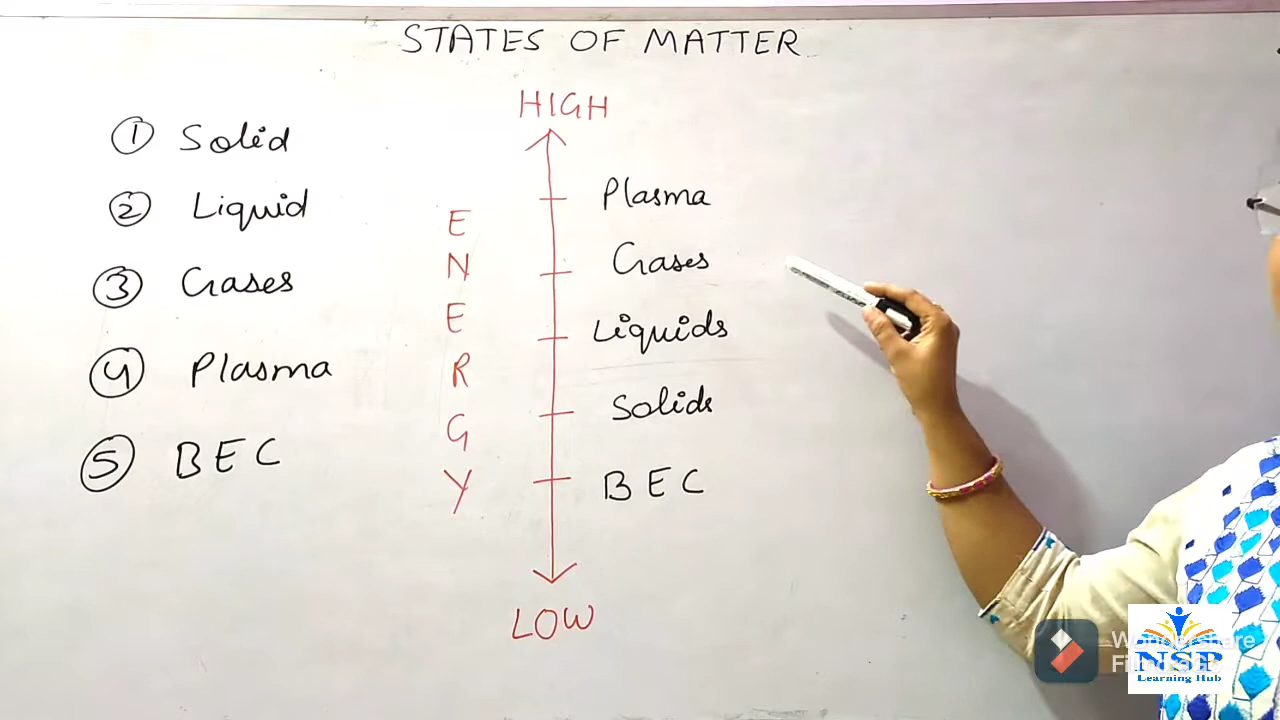 STATES OF MATTER
① Solid
② Liquid
③ Gases
④ Plasma
⑤ BEC
HIGH
ENERGY
Plasma
Gases
Liquids
Solids
BEC
LOW
Wondershare
NSP
Learning Hub